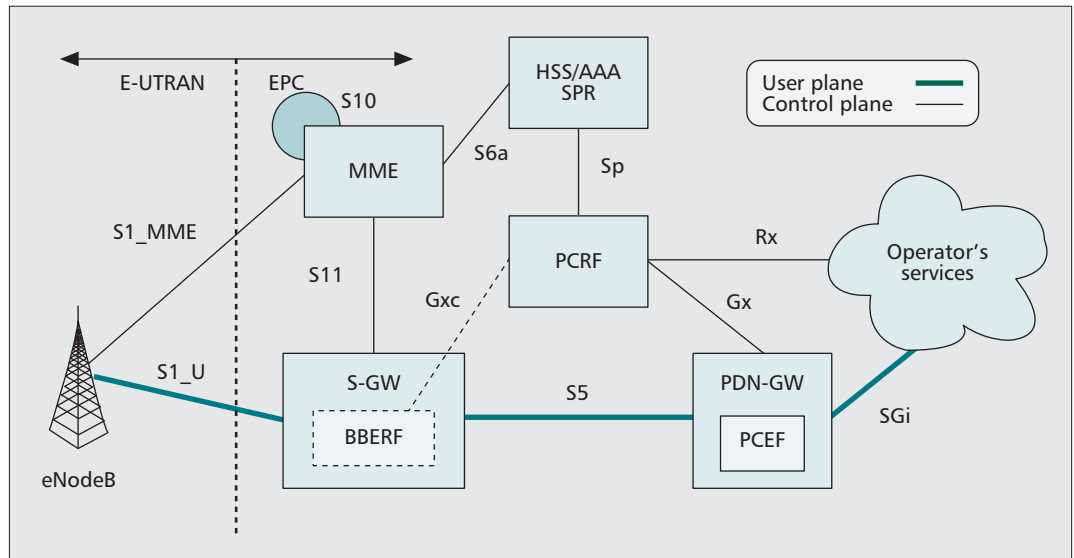 E-UTRAN
EPC
S10
MME
S6a
HSS/AAA
SPR
User plane
Control plane
Sp
S1_MME
S11
Gxc
PCRF
Rx
Gx
Operator's
services
S1_U
S-GW
BBERF
S5
PDN-GW
PCEF
SGi
eNodeB